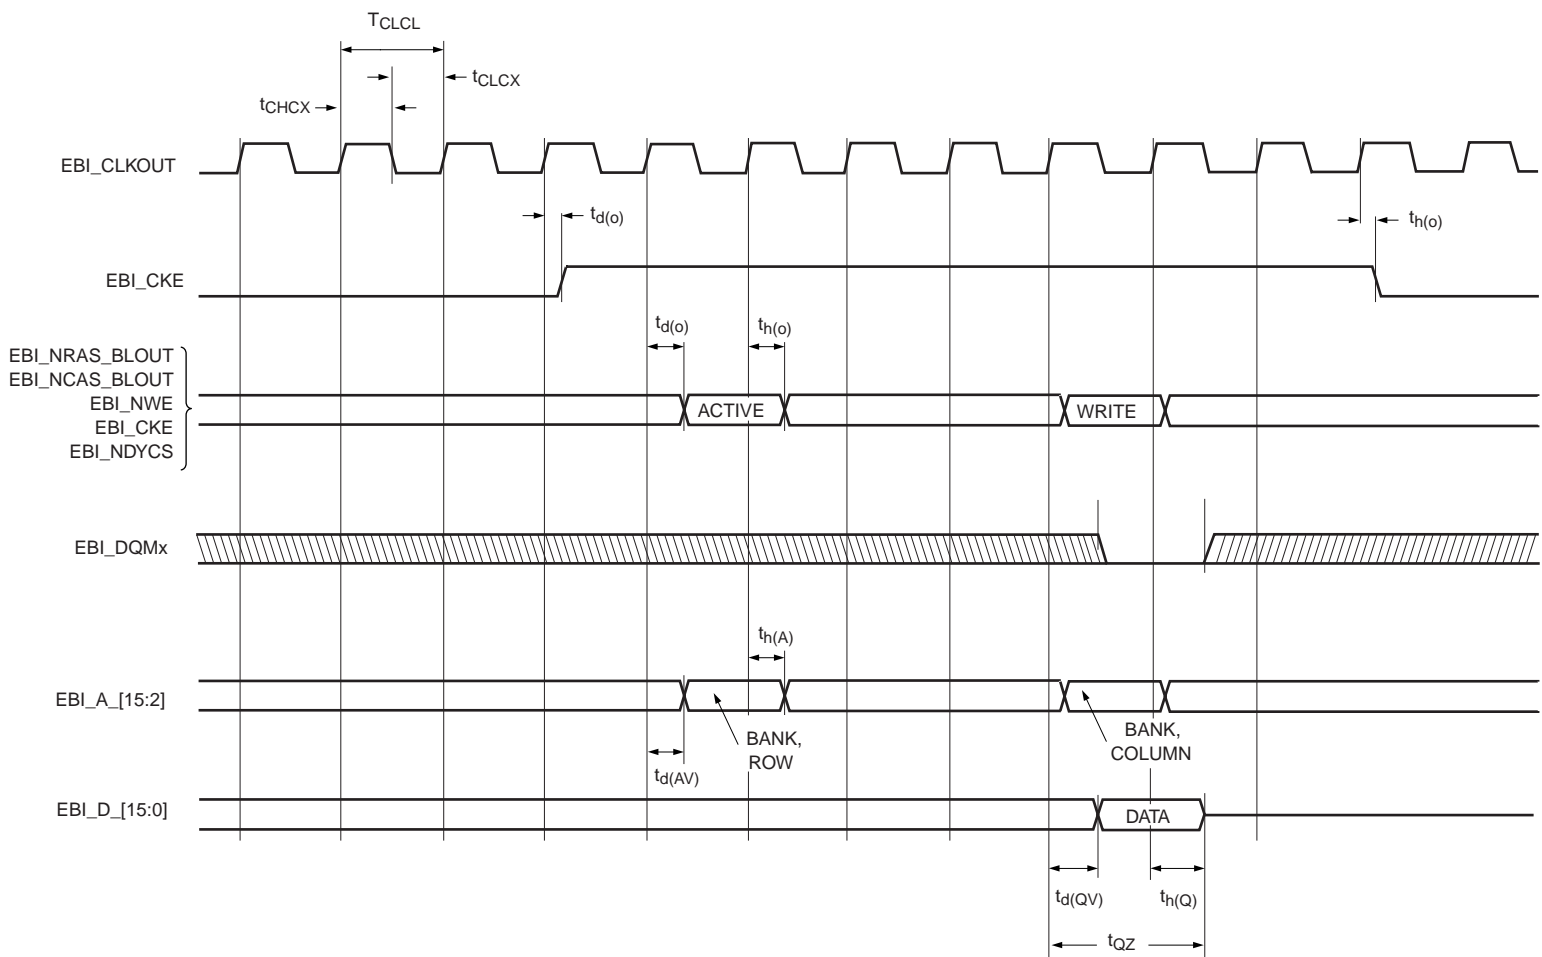 TCLCL
tCLCX
tCHCX
EBI_CLKOUT
td(o)
th(o)
EBI_CKE
td(o)
th(o)
EBI_NRAS_BLOUT
EBI_NCAS_BLOUT
EBI_NWE
EBI_CKE
EBI_NDYCS
ACTIVE
WRITE
EBI_DQMx
th(A)
EBI_A_[15:2]
BANK,
ROW
BANK,
COLUMN
td(AV)
EBI_D_[15:0]
DATA
td(QV)
th(Q)
tQZ